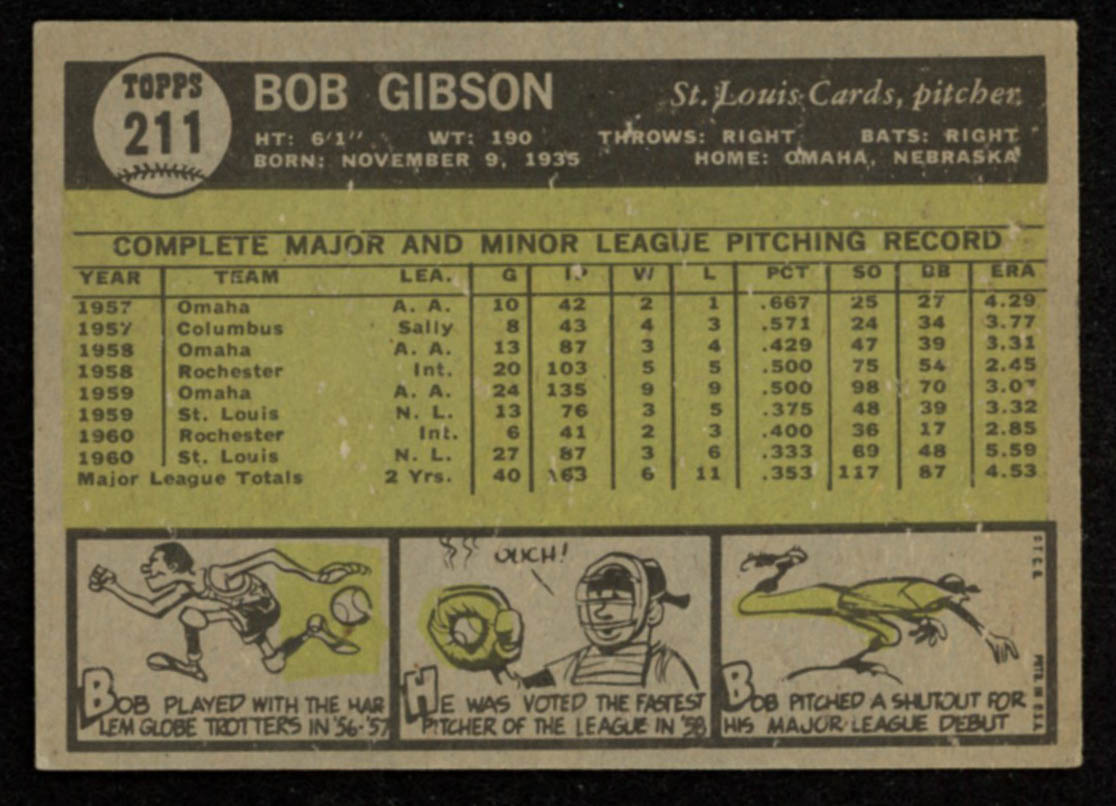 TOPPS
211
BOB GIBSON St. Louis Cards, pitcher
HT: 6'1" WT: 190 THROWS: RIGHT BATS: RIGHT
BORN: NOVEMBER 9, 1935 HOME: OMAHA, NEBRASKA
COMPLETE MAJOR AND MINOR LEAGUE PITCHING RECORD
YEAR TEAM LEA. G IP W L PCT SO BB ERA
1957 Omaha A. A. 10 42 2 1 .667 25 27 4.29
1957 Columbus Sally 8 43 4 3 .571 24 34 3.77
1958 Omaha A. A. 13 87 3 4 .429 47 39 3.31
1958 Rochester Int. 20 103 5 5 .500 75 54 2.45
1959 Omaha A. A. 24 135 9 9 .500 98 70 3.07
1959 St. Louis N. L. 13 76 3 5 .375 48 39 3.32
1960 Rochester Int. 6 41 2 3 .400 36 17 2.85
1960 St. Louis N. L. 27 87 3 6 .333 69 48 5.59
Major League Totals 2 Yrs. 40 163 6 11 .353 117 87 4.53
BOB PLAYED WITH THE HAR
LEM GLOBE TROTTERS IN '56-'57
OUCH!
HE WAS VOTED THE FASTEST
PITCHER OF THE LEAGUE IN '58
BOB PITCHED A SHUTOUT FOR
HIS MAJOR LEAGUE DEBUT
©T.C.G. PRTD. IN U.S.A.